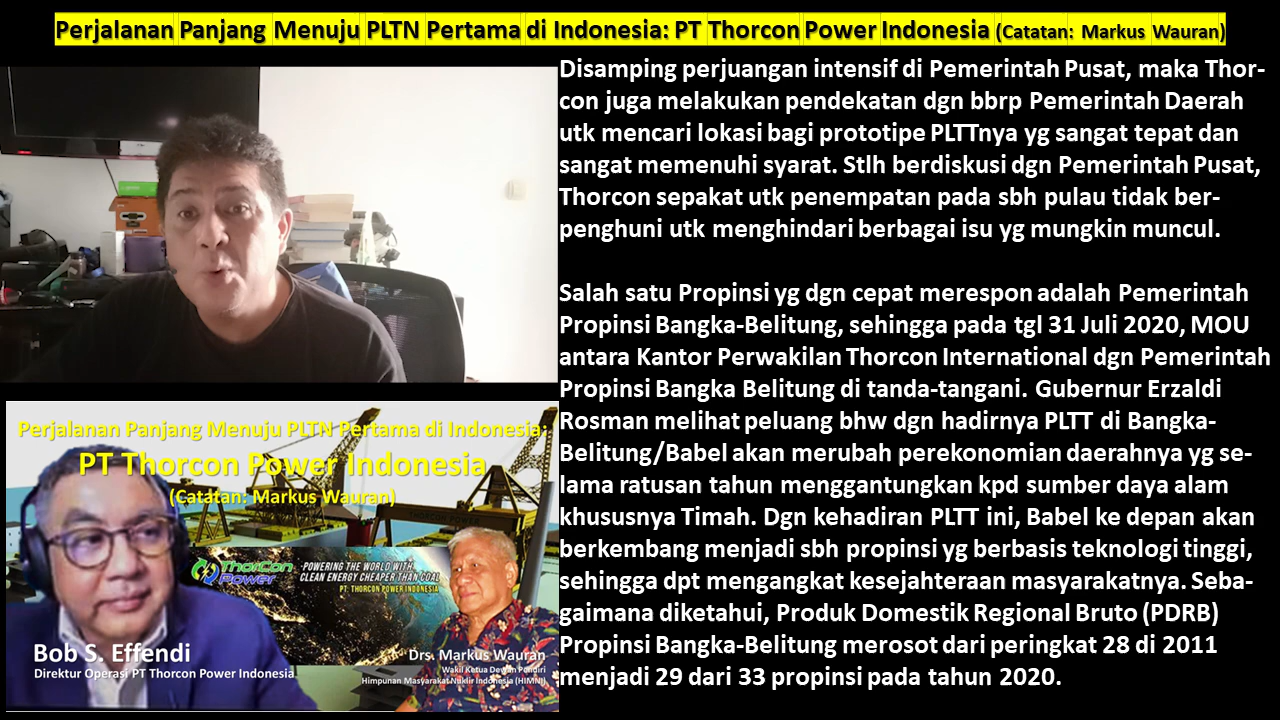 Perjalanan Panjang Menuju PLTN Pertama di Indonesia: PT Thorcon Power Indonesia (Catatan: Markus Wauran)
Disamping perjuangan intensif di Pemerintah Pusat, maka Thor-
con juga melakukan pendekatan dgn bbrp Pemerintah Daerah
utk mencari lokasi bagi prototipe PLTTnya yg sangat tepat dan
sangat memenuhi syarat. Stlh berdiskusi dgn Pemerintah Pusat,
Thorcon sepakat utk penempatan pada sbh pulau tidak ber-
penghuni utk menghindari berbagai isu yg mungkin muncul.
Salah satu Propinsi yg dgn cepat merespon adalah Pemerintah
Propinsi Bangka-Belitung, sehingga pada tgl 31 Juli 2020, MOU
antara Kantor Perwakilan Thorcon International dgn Pemerintah
Propinsi Bangka Belitung di tanda-tangani. Gubernur Erzaldi
Rosman melihat peluang bhw dgn hadirnya PLTT di Bangka-
Belitung/Babel akan merubah perekonomian daerahnya yg se-
lama ratusan tahun menggantungkan kpd sumber daya alam
khususnya Timah. Dgn kehadiran PLTT ini, Babel ke depan akan
berkembang menjadi sbh propinsi yg berbasis teknologi tinggi,
sehingga dpt mengangkat kesejahteraan masyarakatnya. Seba-
gaimana diketahui, Produk Domestik Regional Bruto (PDRB)
Propinsi Bangka-Belitung merosot dari peringkat 28 di 2011
menjadi 29 dari 33 propinsi pada tahun 2020.
Perjalanan Panjang Menuju PLTN Pertama di Indonesia:
PT Thorcon Power Indonesia
(Catatan: Markus Wauran)
ThorCon
Power
POWERING THE WORLD WITH
CLEAN ENERGY CHEAPER THAN COAL
PT. THORCON POWER INDONESIA
Bob S. Effendi
Direktur Operasi PT Thorcon Power Indonesia
Drs. Markus Wauran
Wakil Ketua Dewan Pendiri
Himpunan Masyarakat Nuklir Indonesia (HIMNI)